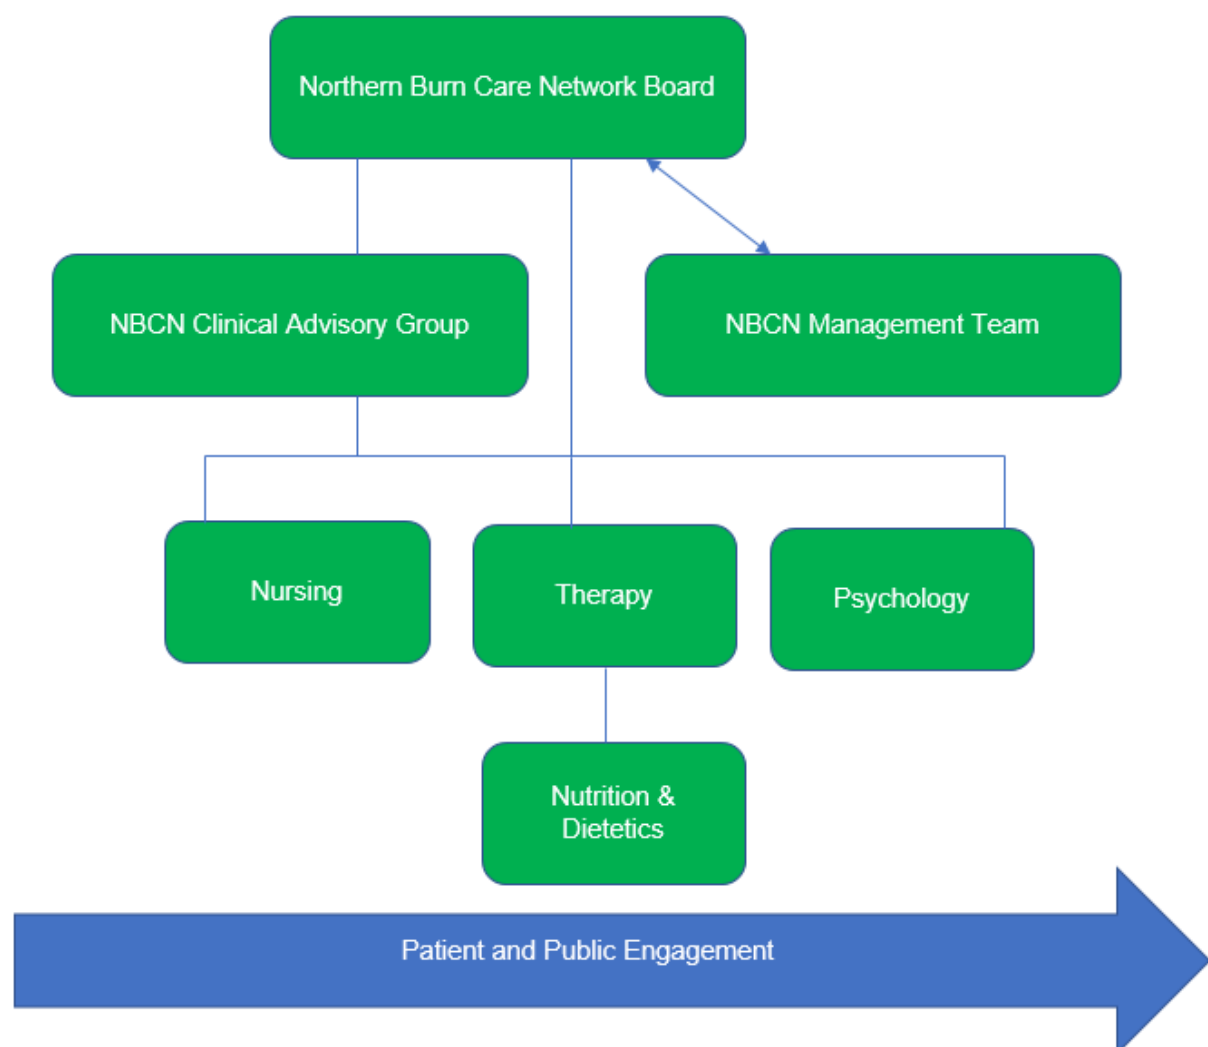 Northern Burn Care Network Board
NBCN Clinical Advisory Group
NBCN Management Team
Nursing
Therapy
Psychology
Nutrition &
Dietetics
Patient and Public Engagement